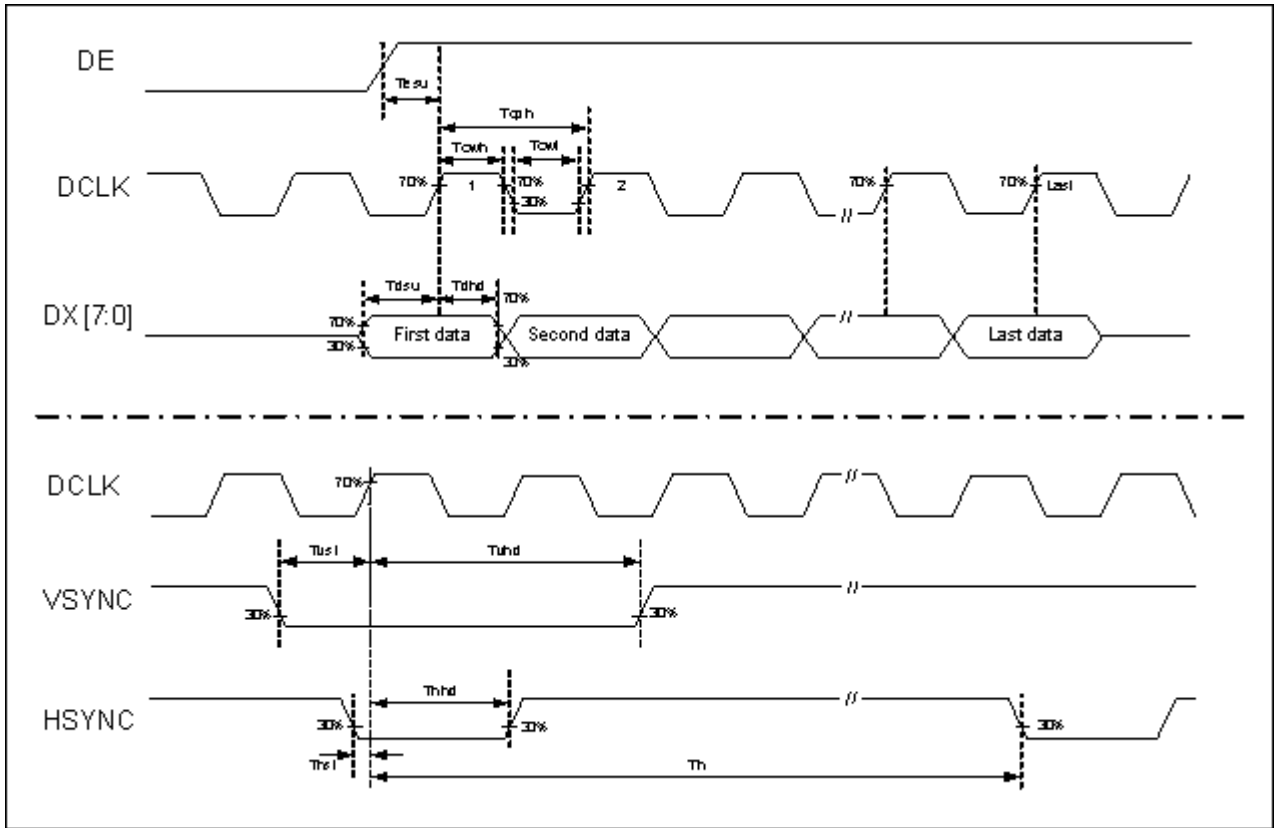 DE
Tesu
Tcph
Tcwh Tcwl
DCLK 70% 1 70% 30% 2 // 70% 70% Last
Tdsu Tdhd 70%
DX [7:0] 70% 30% First data 30% Second data // Last data
DCLK 70% //
Tvst Tvhd
VSYNC 30% 30% //
Thhd
HSYNC 30% 30% // 30%
Thst Th